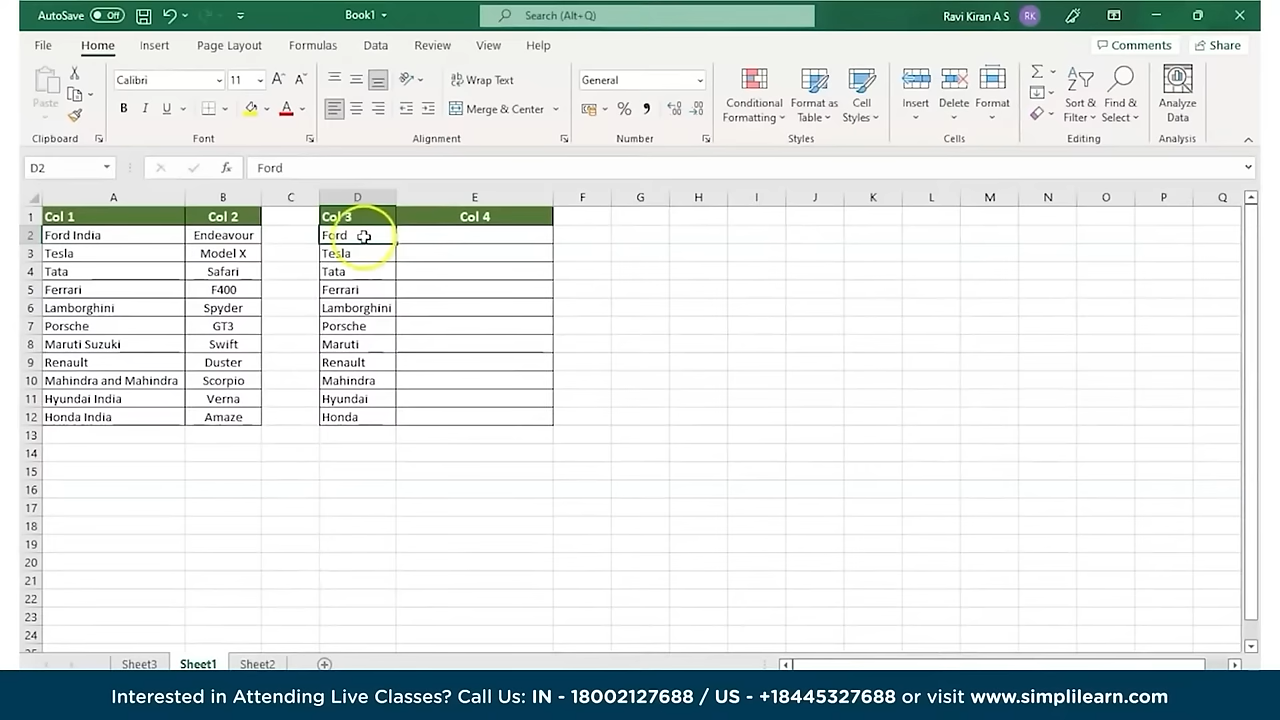 AutoSave Off Book1 Search (Alt+Q) Ravi Kiran A S RK
File Home Insert Page Layout Formulas Data Review View Help Comments Share
Paste Calibri 11 A A Wrap Text General Conditional Formatting Format as Table Cell Styles Insert Delete Format Sort & Filter Find & Select Analyze Data
B I U A Merge & Center %
Clipboard Font Alignment Number Styles Cells Editing Analysis
D2 fx Ford
A B C D E F G H I J K L M N O P Q
1 Col 1 Col 2 Col 3 Col 4
2 Ford India Endeavour Ford
3 Tesla Model X Tesla
4 Tata Safari Tata
5 Ferrari F400 Ferrari
6 Lamborghini Spyder Lamborghini
7 Porsche GT3 Porsche
8 Maruti Suzuki Swift Maruti
9 Renault Duster Renault
10 Mahindra and Mahindra Scorpio Mahindra
11 Hyundai India Verna Hyundai
12 Honda India Amaze Honda
13
14
15
16
17
18
19
20
21
22
23
24
Sheet3 Sheet1 Sheet2
Interested in Attending Live Classes? Call Us: IN - 18002127688 / US - +18445327688 or visit www.simplilearn.com